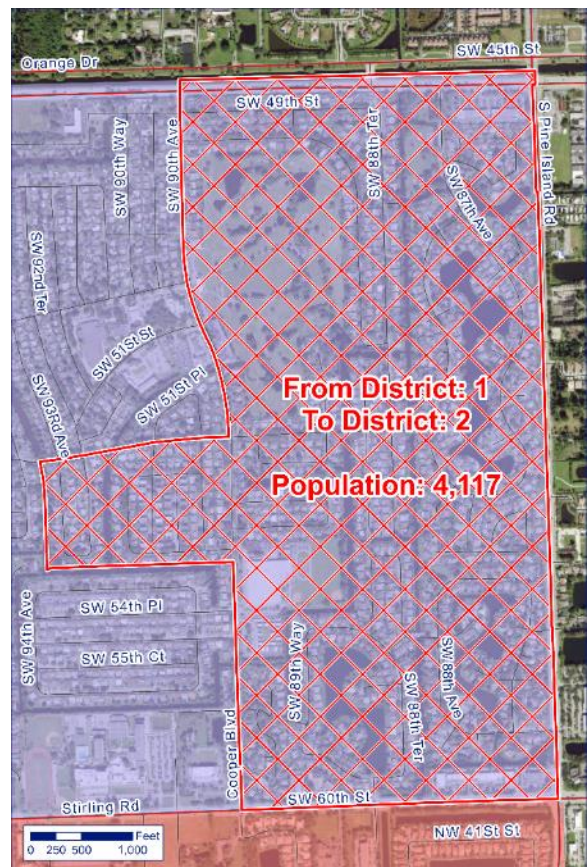 SW 45th St
Orange Dr
SW 49th St
SW 90th Way
SW 90th Ave
SW 88th Ter
S Pine Island Rd
SW 87th Ave
SW 92nd Ter
SW 51St St
SW 51St Pl
SW 93Rd Ave
From District: 1
To District: 2
Population: 4,117
SW 94th Ave
SW 54th Pl
SW 55th Ct
SW 89th Way
SW 88th Ter
SW 88th Ave
Cooper Blvd
Stirling Rd
SW 60th St
NW 41St St
Feet
0 250 500 1,000